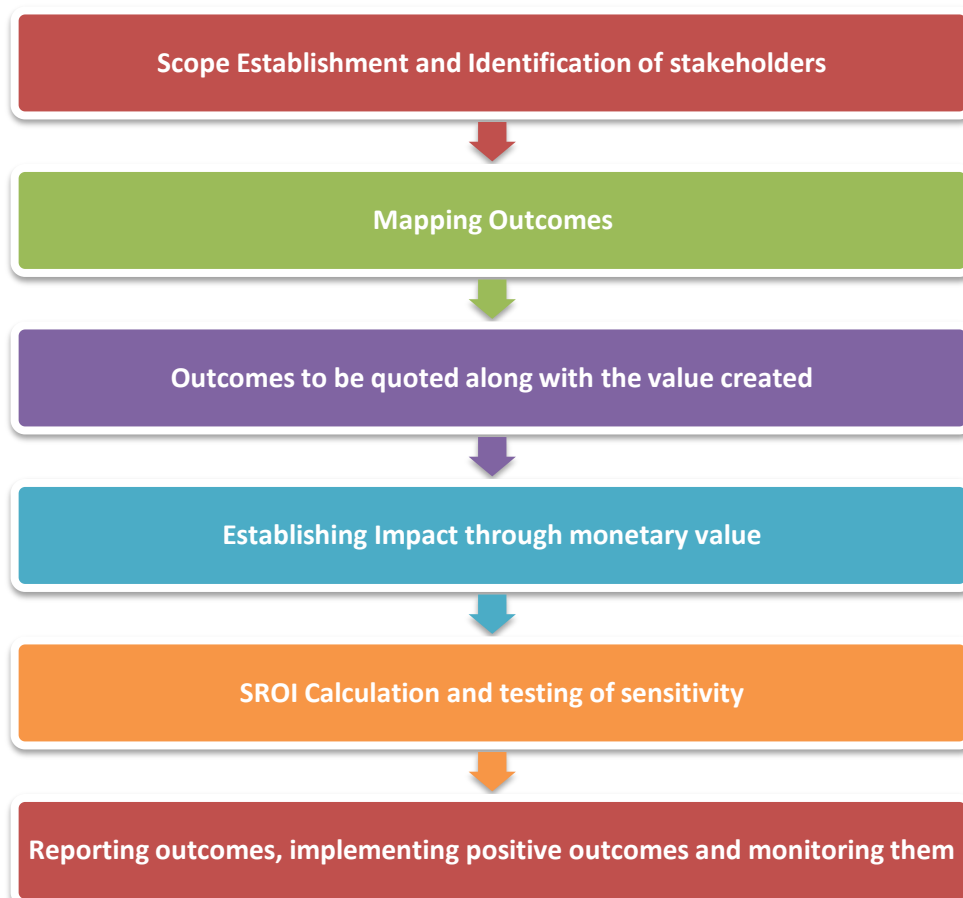 Scope Establishment and Identification of stakeholders
Mapping Outcomes
Outcomes to be quoted along with the value created
Establishing Impact through monetary value
SROI Calculation and testing of sensitivity
Reporting outcomes, implementing positive outcomes and monitoring them